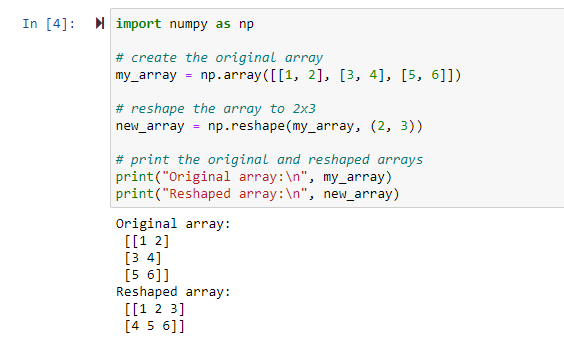 In [4]:
import numpy as np
# create the original array
my_array = np.array([[1, 2], [3, 4], [5, 6]])
# reshape the array to 2x3
new_array = np.reshape(my_array, (2, 3))
# print the original and reshaped arrays
print("Original array:\n", my_array)
print("Reshaped array:\n", new_array)
Original array:
 [[1 2]
 [3 4]
 [5 6]]
Reshaped array:
 [[1 2 3]
 [4 5 6]]